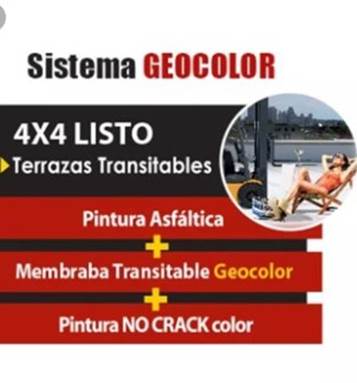 Sistema GEOCOLOR
4X4 LISTO
Terrazas Transitables
Pintura Asfáltica
+
Membraba Transitable Geocolor
+
Pintura NO CRACK color